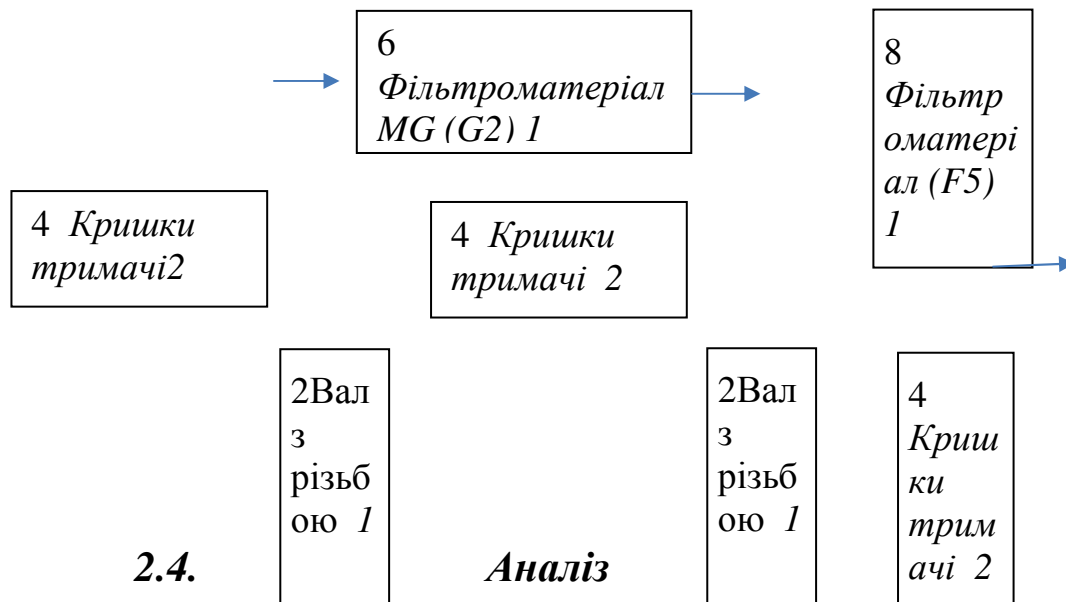 6
Фільтроматеріал
MG (G2) 1
8
Фільтр
оматері
ал (F5)
1
4 Кришки
тримачі2
4 Кришки
тримачі 2
2Вал
з
різьб
ою 1
2Вал
з
різьб
ою 1
4
Криш
ки
трим
ачі 2
2.4. Аналіз